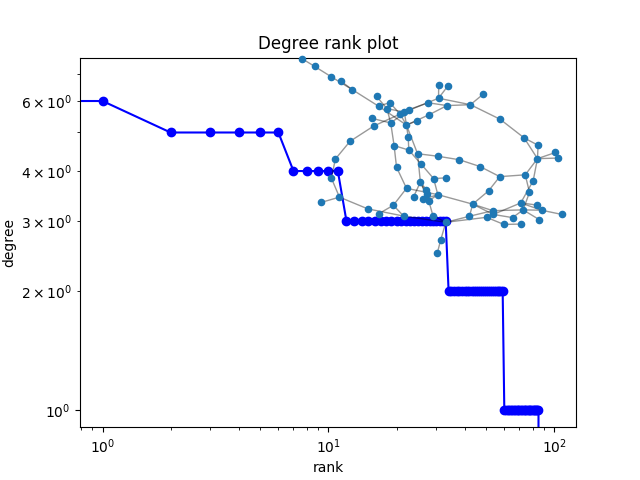 Degree rank plot
degree
6 × 10⁰
4 × 10⁰
3 × 10⁰
2 × 10⁰
10⁰
10⁰
10¹
10²
rank